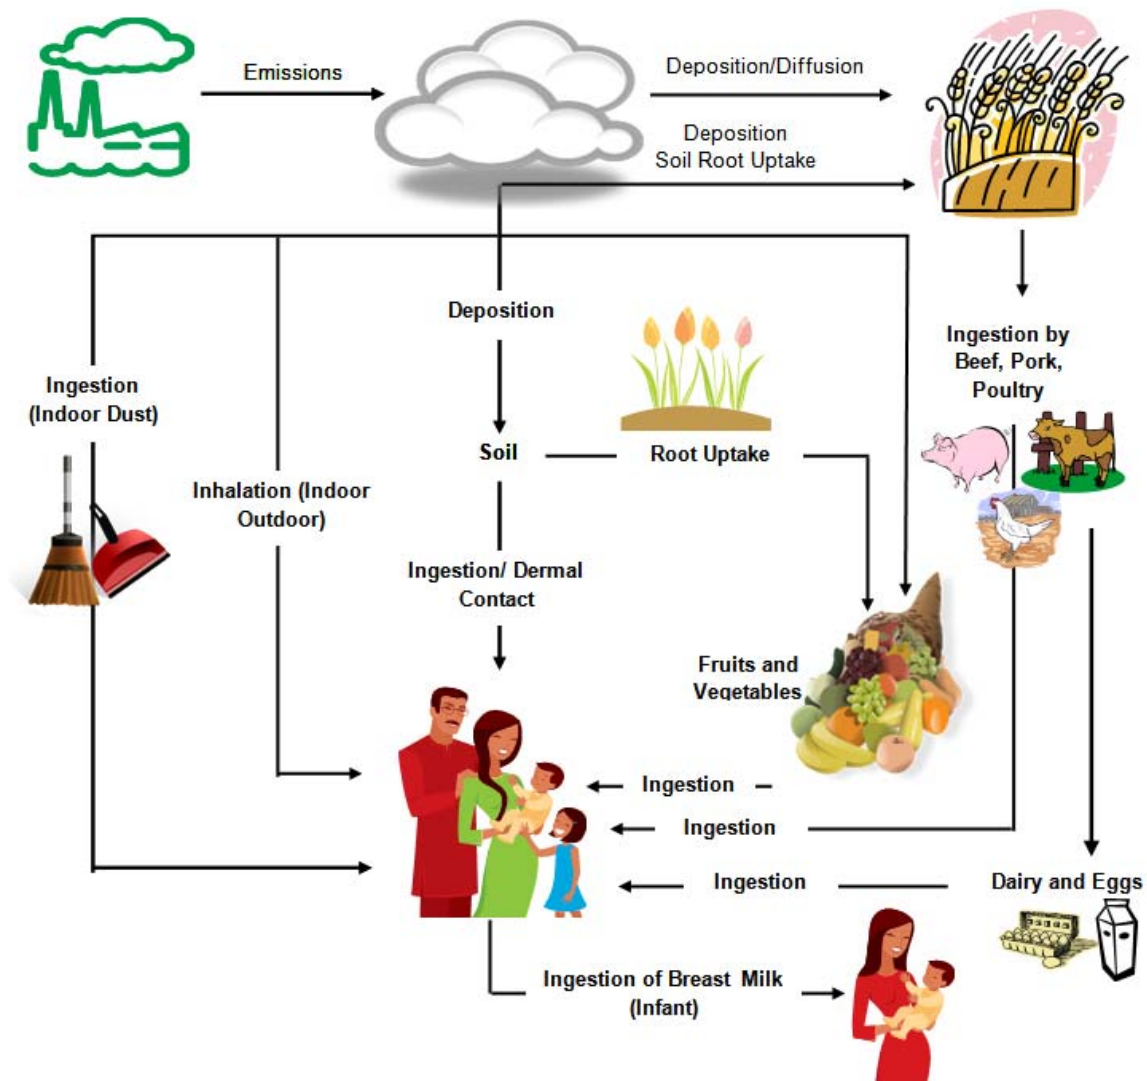 Emissions
Deposition/Diffusion
Deposition
Soil Root Uptake
Deposition
Ingestion by
Beef, Pork,
Poultry
Ingestion
(Indoor Dust)
Soil
Root Uptake
Inhalation (Indoor
Outdoor)
Ingestion/ Dermal
Contact
Fruits and
Vegetables
Ingestion
Ingestion
Ingestion
Dairy and Eggs
Ingestion of Breast Milk
(Infant)